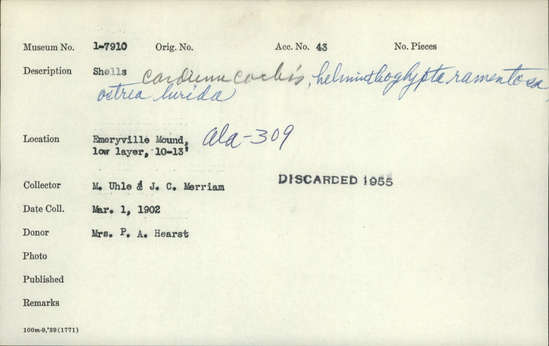 Museum No. 1-7910 Orig. No. Acc. No. 43 No. Pieces
Description Shells cardium corbis, helminthoglypta ramentosa
ostrea lurida
Location Emeryville Mound, Ala-309
low layer, 10-13'
Collector M. Uhle & J. C. Merriam DISCARDED 1955
Date Coll. Mar. 1, 1902
Donor Mrs. P. A. Hearst
Photo
Published
Remarks
100m-9,'39(1771)